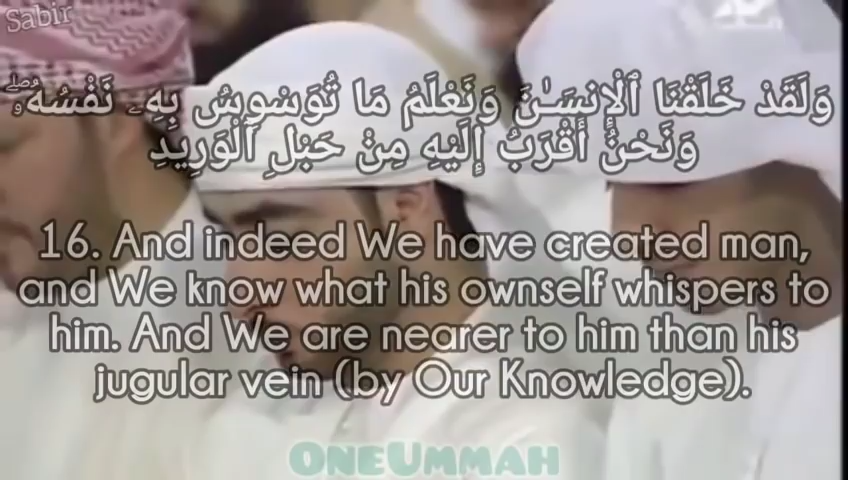 Sabir
وَلَقَدْ خَلَقْنَا ٱلْإِنسَـٰنَ وَنَعْلَمُ مَا تُوَسْوِسُ بِهِۦ نَفْسُهُۥ ۖ
وَنَحْنُ أَقْرَبُ إِلَيْهِ مِنْ حَبْلِ ٱلْوَرِيدِ
16. And indeed We have created man,
and We know what his ownself whispers to
him. And We are nearer to him than his
jugular vein (by Our Knowledge).
OneUmmah